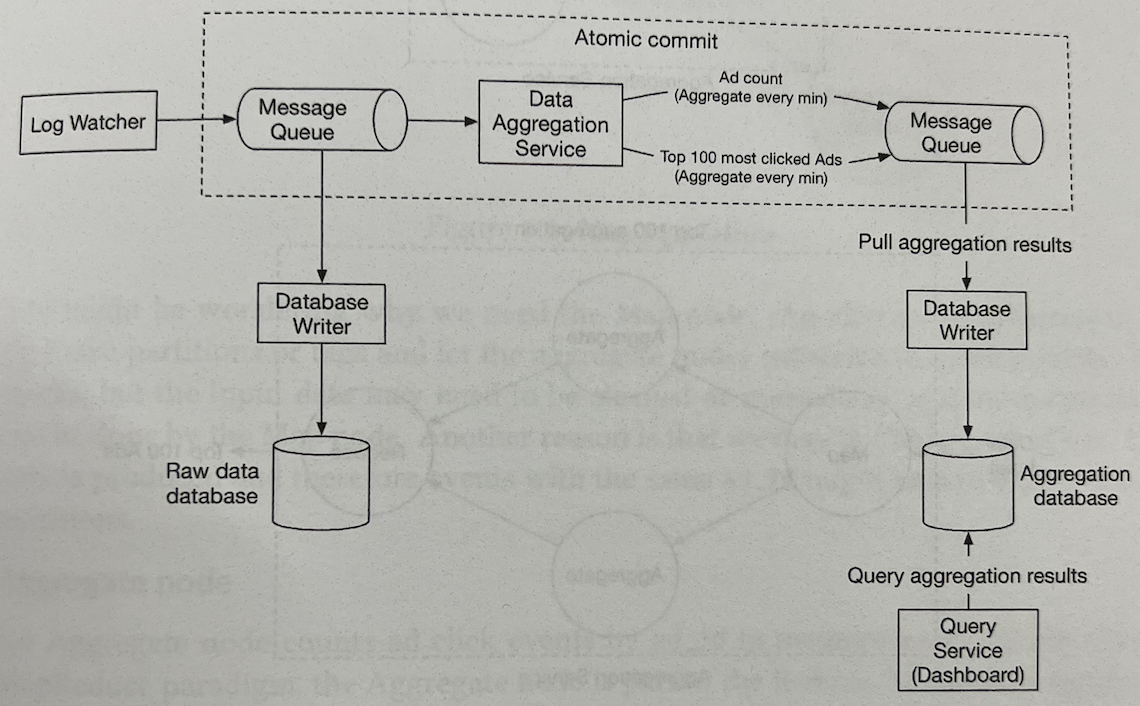 Atomic commit
Log Watcher
Message
Queue
Data
Aggregation
Service
Ad count
(Aggregate every min)
Top 100 most clicked Ads
(Aggregate every min)
Message
Queue
Pull aggregation results
Database
Writer
Database
Writer
Raw data
database
Aggregation
database
Query aggregation results
Query
Service
(Dashboard)